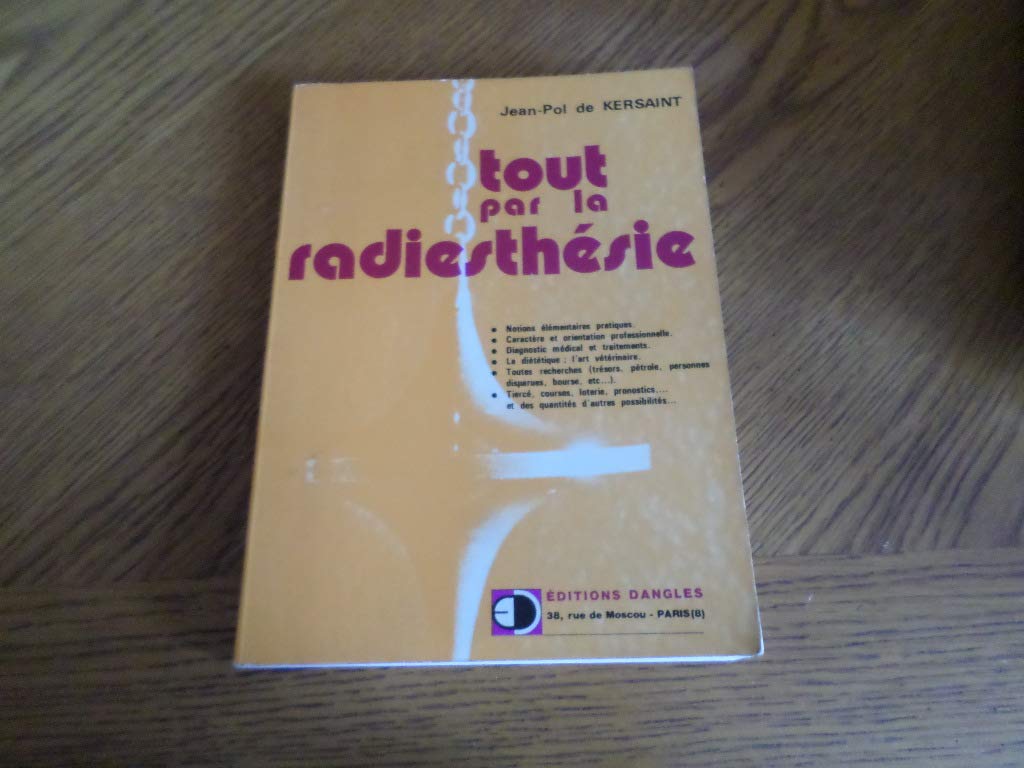 Jean-Pol de KERSAINT
tout
par la
radiesthésie
• Notions élémentaires pratiques.
• Caractère et orientation professionnelle.
• Diagnostic médical et traitements.
• La diététique ; l'art vétérinaire.
• Toutes recherches (trésors, pétrole, personnes
disparues, bourse, etc...).
• Tiercé, courses, loterie, pronostics....
et des quantités d'autres possibilités...
ÉDITIONS DANGLES
38, rue de Moscou - PARIS(8)